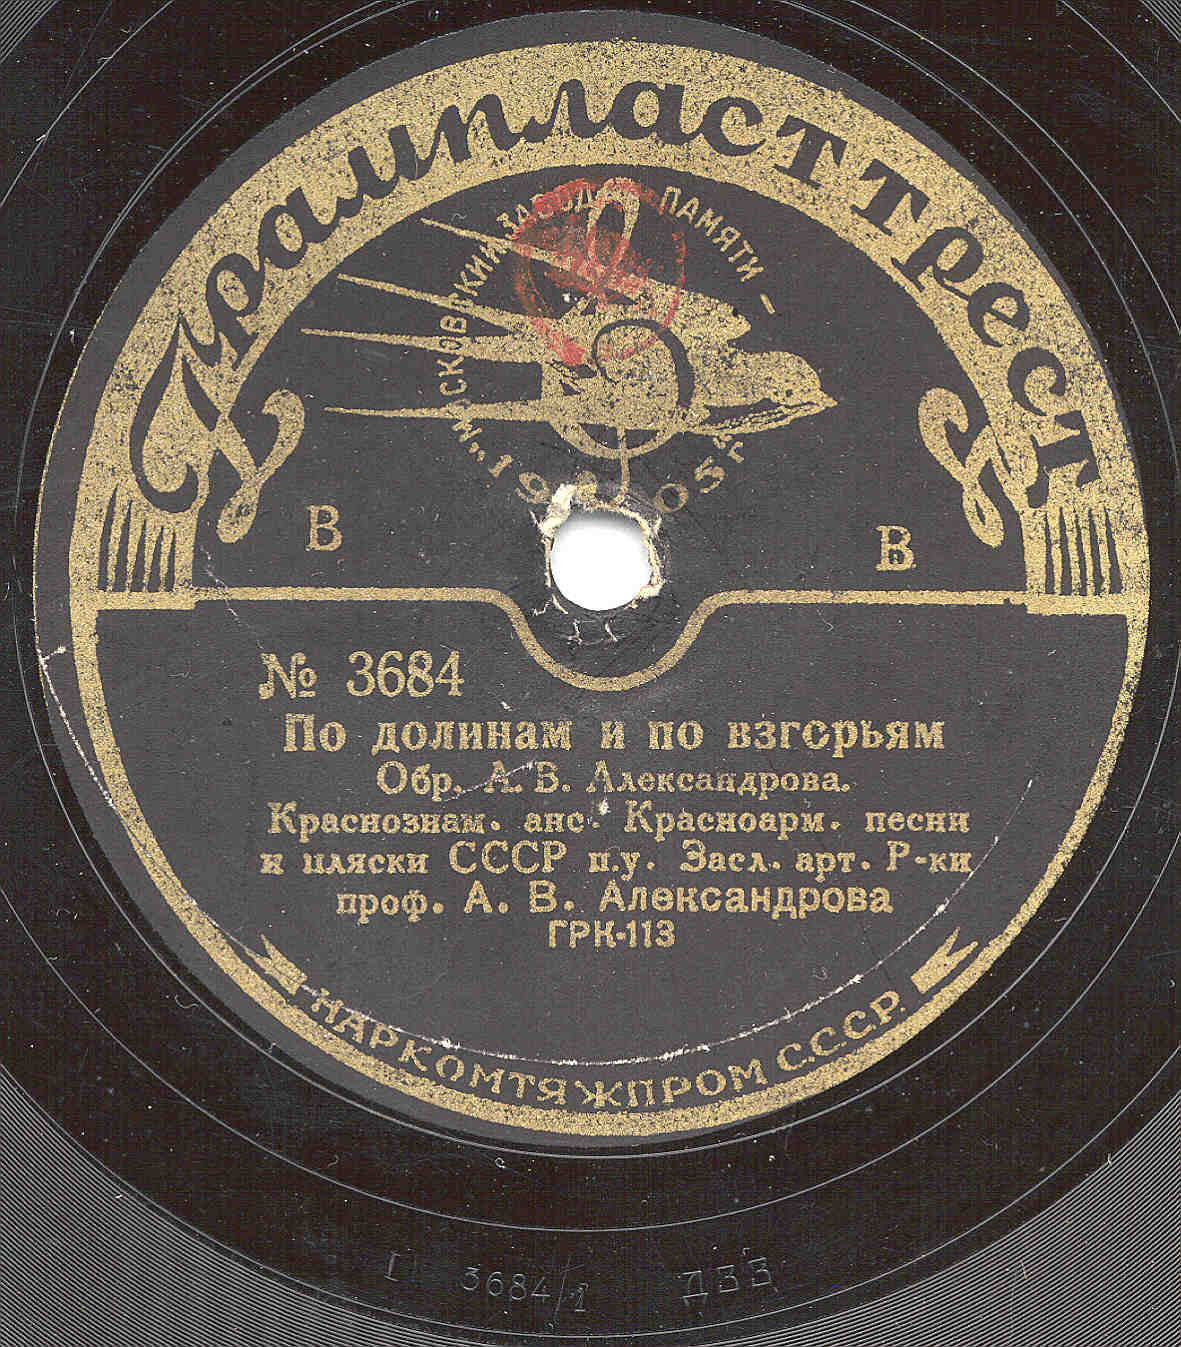 Грампласттрест
МОСКОВСКИЙ ЗАВОД ПАМЯТИ -
"1905 г."
В В
№ 3684
По долинам и по взгорьям
Обр. А. В. Александрова.
Краснознам. анс. Красноарм. песни
и пляски СССР п.у. Засл. арт. Р-ки
проф. А. В. Александрова
ГРК-113
НАРКОМТЯЖПРОМ С.С.С.Р.
3684/1